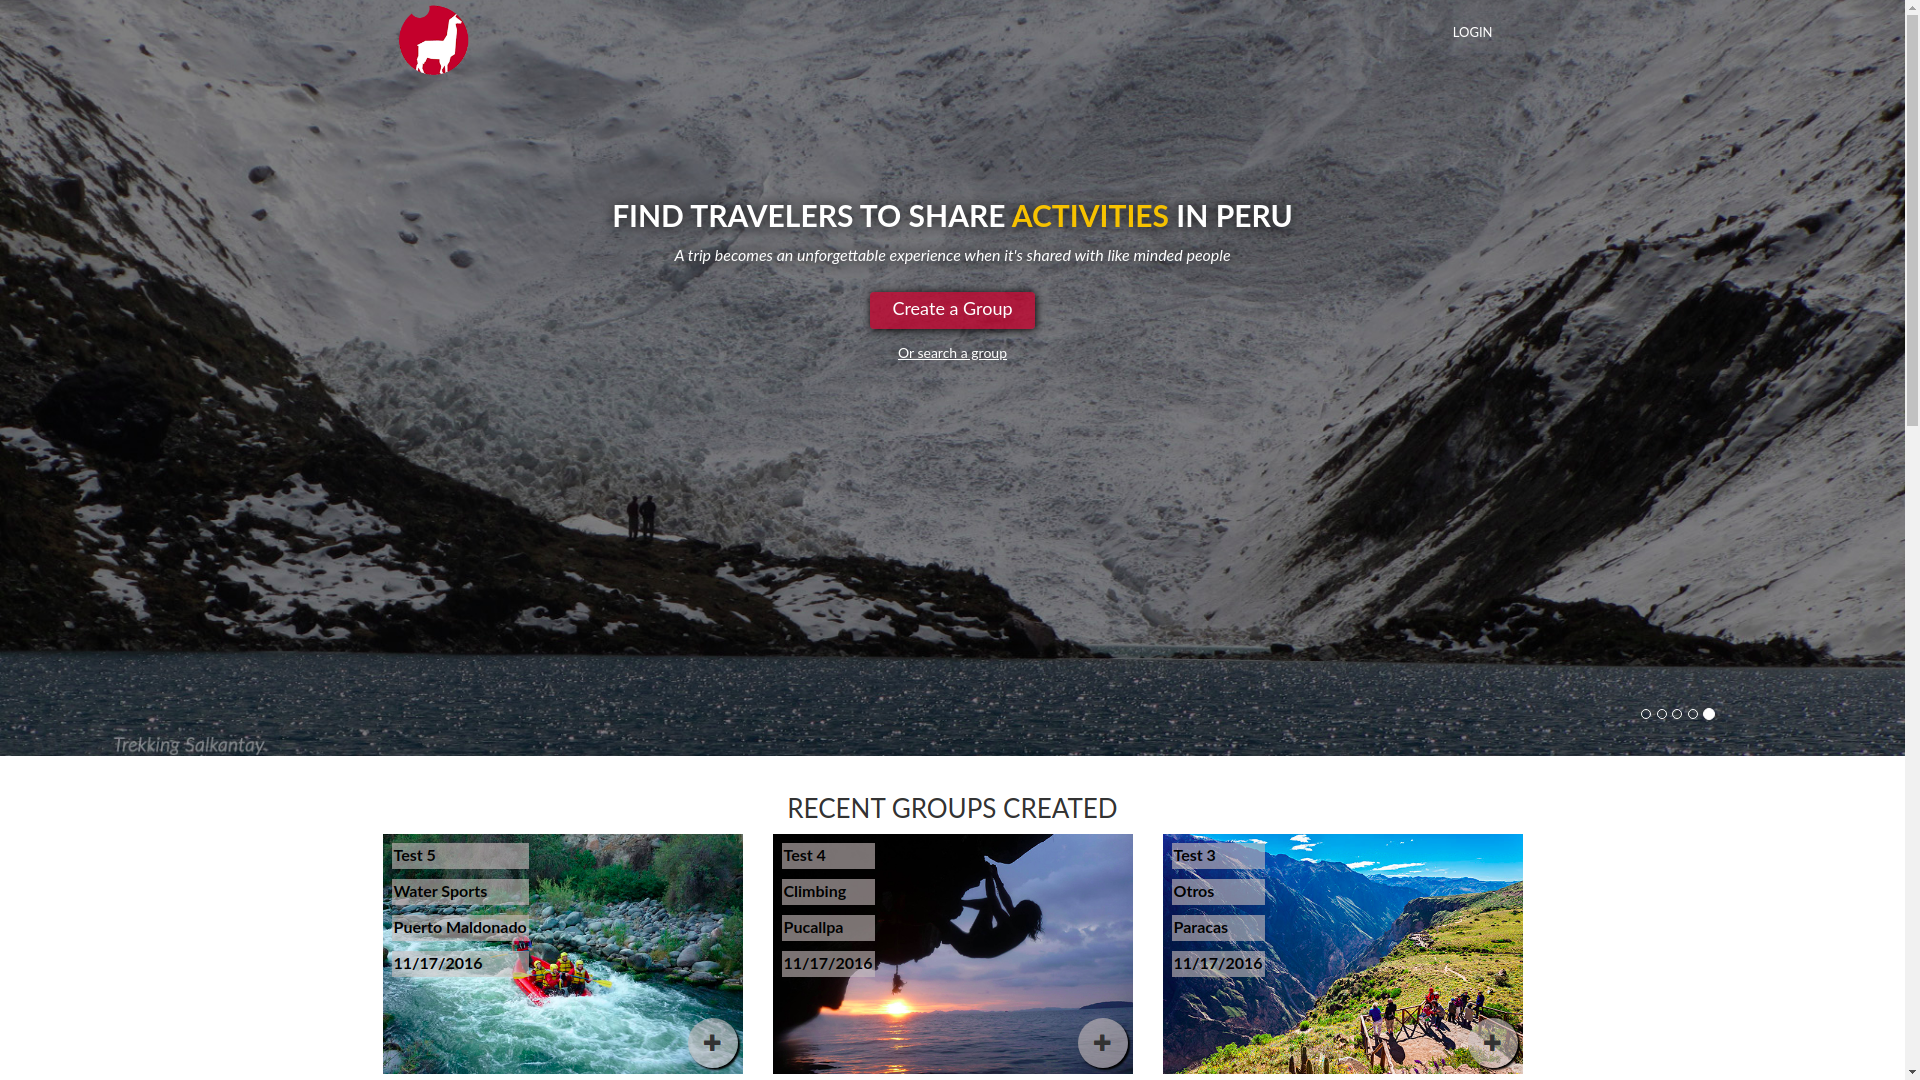 LOGIN
FIND TRAVELERS TO SHARE ACTIVITIES IN PERU
A trip becomes an unforgettable experience when it's shared with like minded people
Create a Group
Or search a group
Trekking Salkantay.
RECENT GROUPS CREATED
Test 5
Water Sports
Puerto Maldonado
11/17/2016
Test 4
Climbing
Pucallpa
11/17/2016
Test 3
Otros
Paracas
11/17/2016